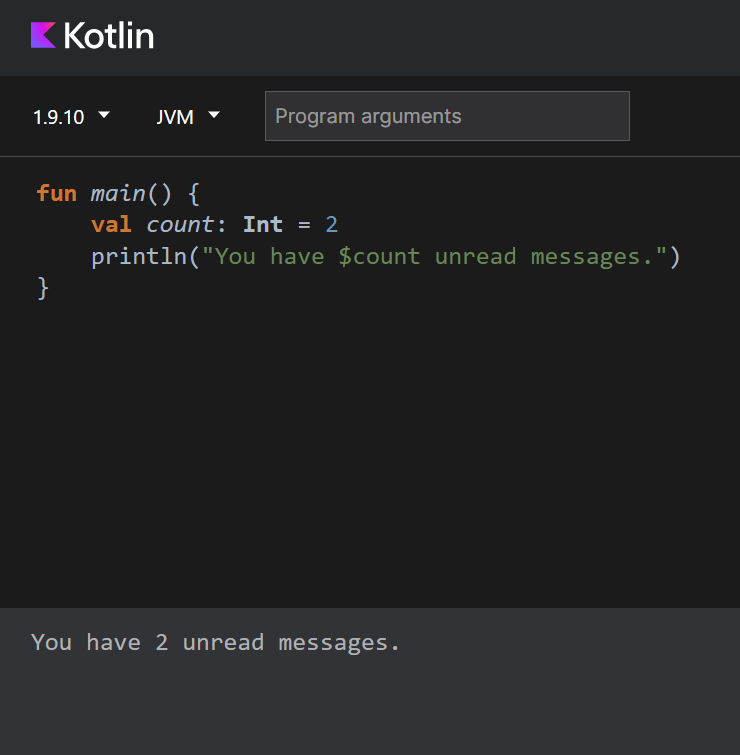 Kotlin
1.9.10 JVM Program arguments
fun main() {
    val count: Int = 2
    println("You have $count unread messages.")
}
You have 2 unread messages.